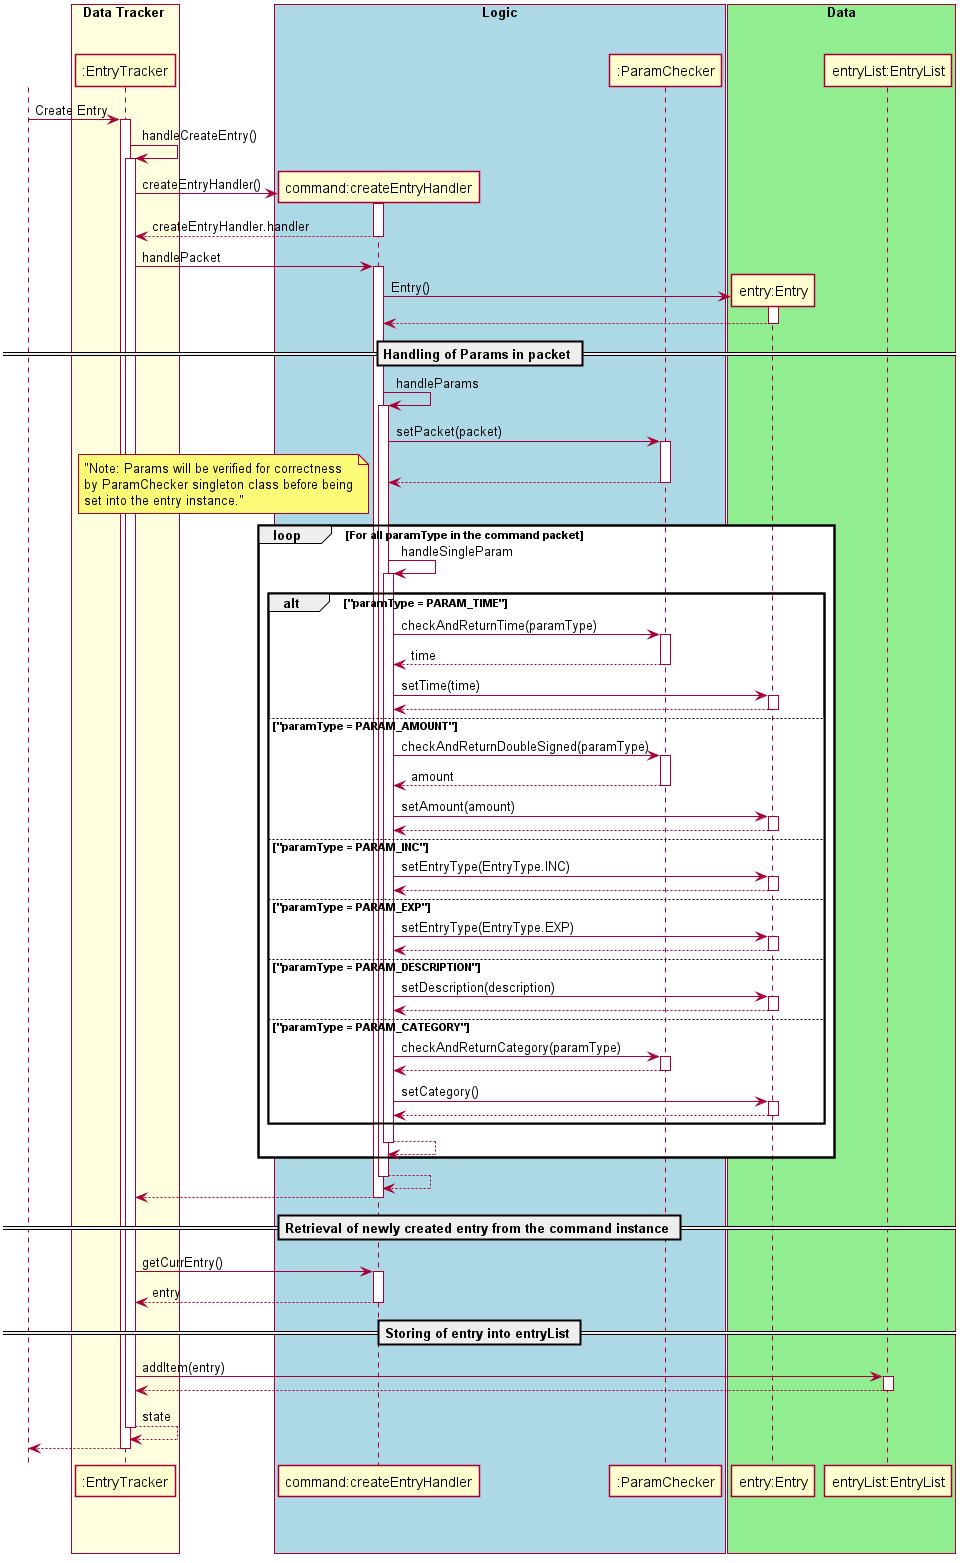 Data Tracker
Logic
Data
:EntryTracker
:ParamChecker
entryList:EntryList
Create Entry
handleCreateEntry()
createEntryHandler()
command:createEntryHandler
createEntryHandler.handler
handlePacket
Entry()
entry:Entry
Handling of Params in packet
handleParams
setPacket(packet)
"Note: Params will be verified for correctness
by ParamChecker singleton class before being
set into the entry instance."
loop
[For all paramType in the command packet]
handleSingleParam
alt
["paramType = PARAM_TIME"]
checkAndReturnTime(paramType)
time
setTime(time)
["paramType = PARAM_AMOUNT"]
checkAndReturnDoubleSigned(paramType)
amount
setAmount(amount)
["paramType = PARAM_INC"]
setEntryType(EntryType.INC)
["paramType = PARAM_EXP"]
setEntryType(EntryType.EXP)
["paramType = PARAM_DESCRIPTION"]
setDescription(description)
["paramType = PARAM_CATEGORY"]
checkAndReturnCategory(paramType)
setCategory()
Retrieval of newly created entry from the command instance
getCurrEntry()
entry
Storing of entry into entryList
addItem(entry)
state
:EntryTracker
command:createEntryHandler
:ParamChecker
entry:Entry
entryList:EntryList